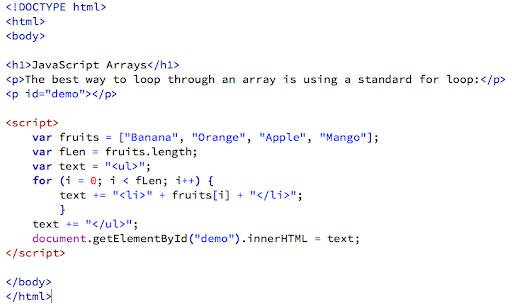 <!DOCTYPE html>
<html>
<body>

<h1>JavaScript Arrays</h1>
<p>The best way to loop through an array is using a standard for loop:</p>
<p id="demo"></p>

<script>
    var fruits = ["Banana", "Orange", "Apple", "Mango"];
    var fLen = fruits.length;
    var text = "<ul>";
    for (i = 0; i < fLen; i++) {
        text += "<li>" + fruits[i] + "</li>";
        }
    text += "</ul>";
    document.getElementById("demo").innerHTML = text;
</script>

</body>
</html>